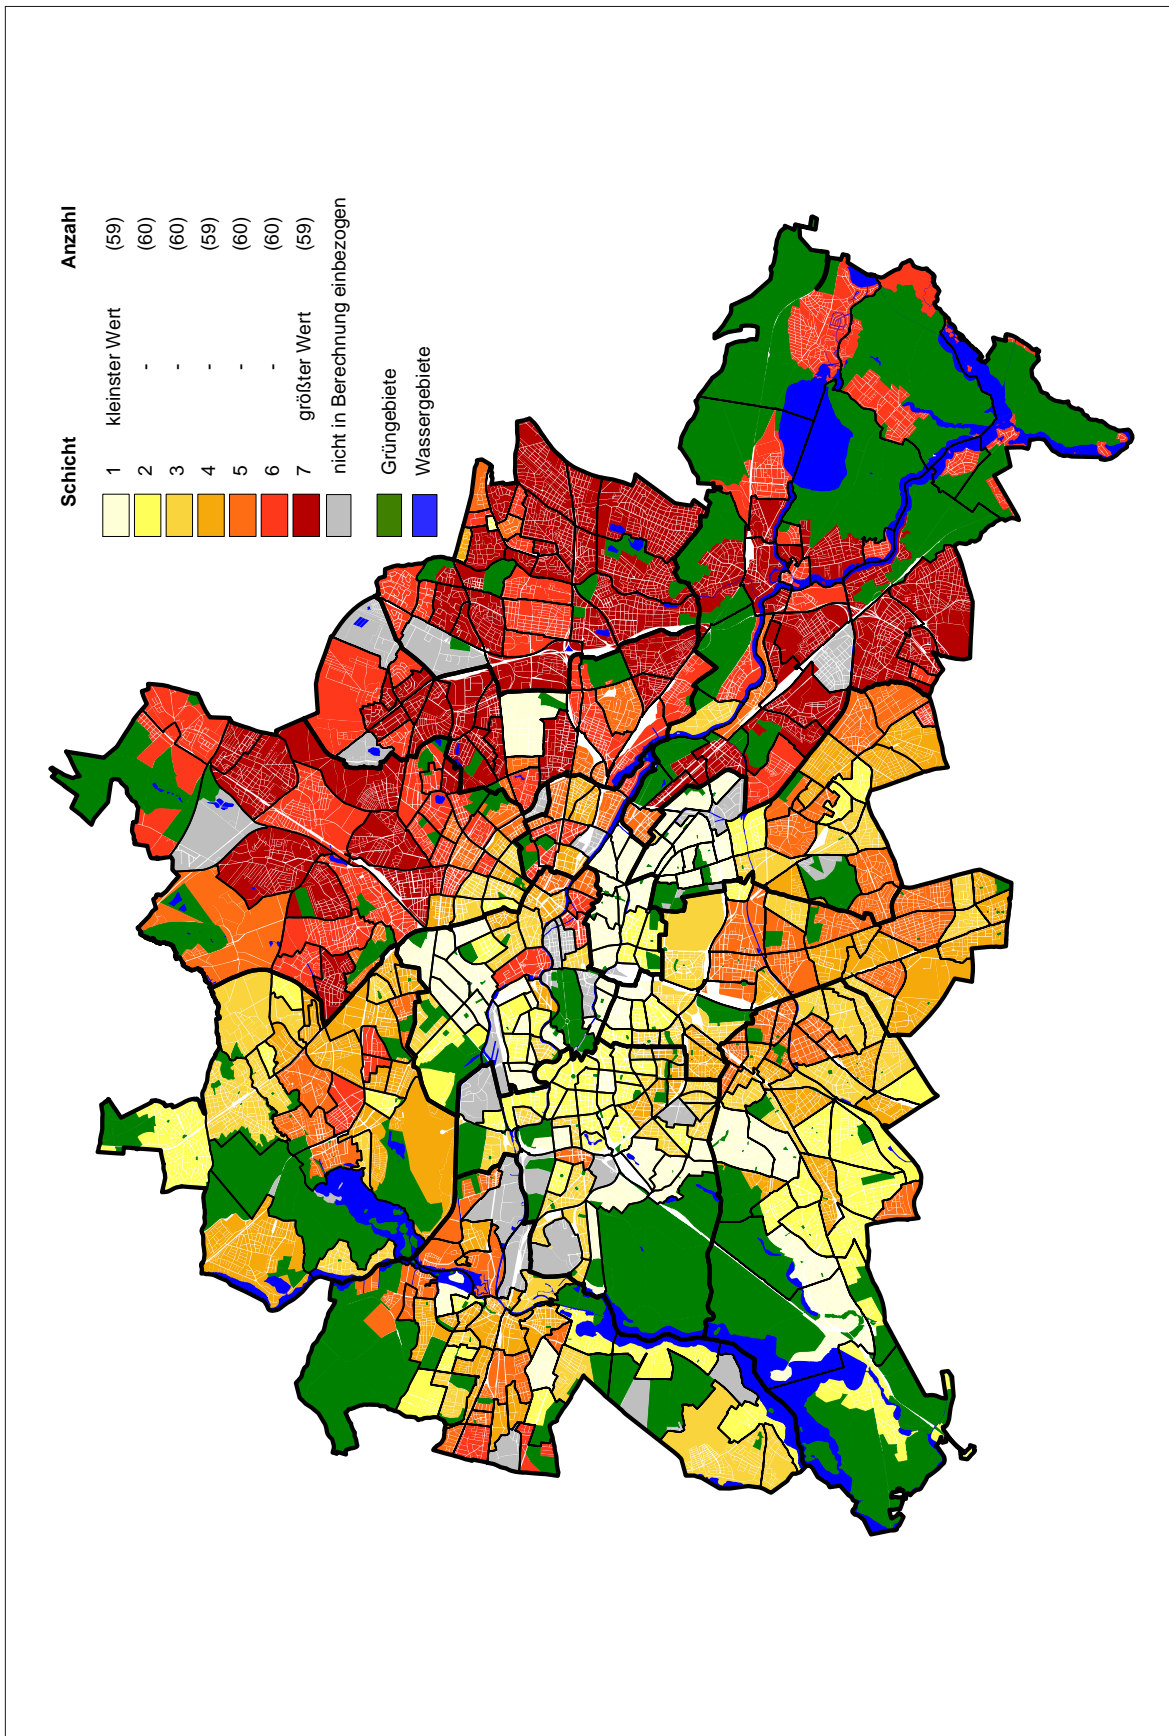 Schicht Anzahl
1 kleinster Wert (59)
2 - (60)
3 - (60)
4 - (59)
5 - (60)
6 - (60)
7 größter Wert (59)
nicht in Berechnung einbezogen
Grüngebiete
Wassergebiete